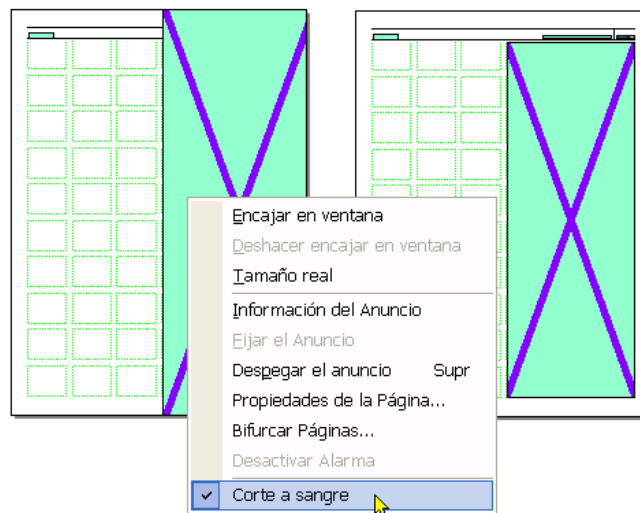 Encajar en ventana
Deshacer encajar en ventana
Tamaño real
Información del Anuncio
Fijar el Anuncio
Despegar el anuncio Supr
Propiedades de la Página...
Bifurcar Páginas...
Desactivar Alarma
Corte a sangre